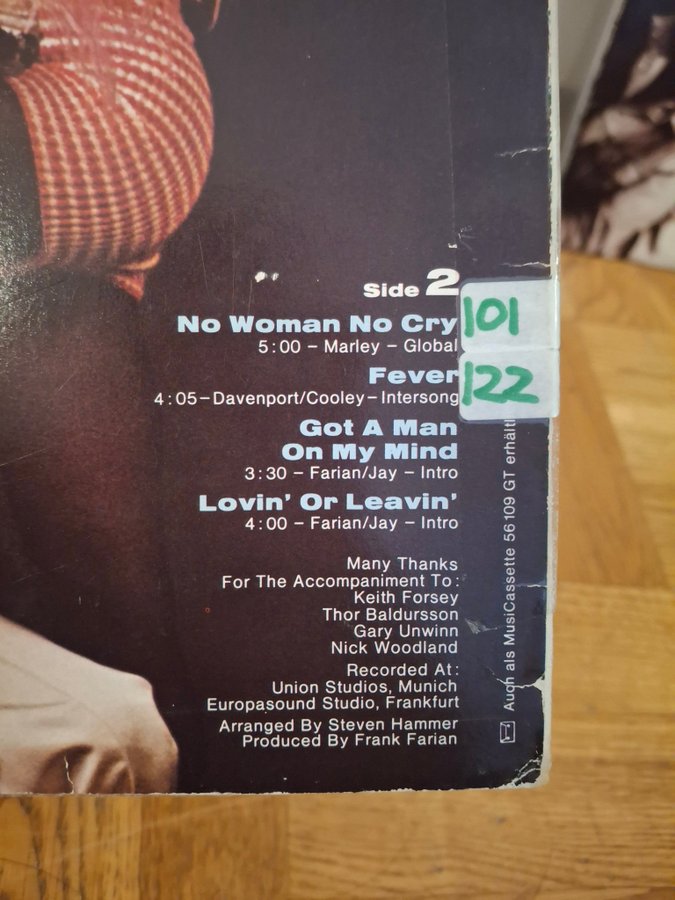 Side 2
No Woman No Cry
5:00 – Marley – Global
Fever
4:05–Davenport/Cooley–Intersong
Got A Man
On My Mind
3:30 – Farian/Jay – Intro
Lovin' Or Leavin'
4:00 – Farian/Jay – Intro
Many Thanks
For The Accompaniment To:
Keith Forsey
Thor Baldursson
Gary Unwinn
Nick Woodland
Recorded At:
Union Studios, Munich
Europasound Studio, Frankfurt
Arranged By Steven Hammer
Produced By Frank Farian
101
122
Auch als MusiCassette 56109 GT